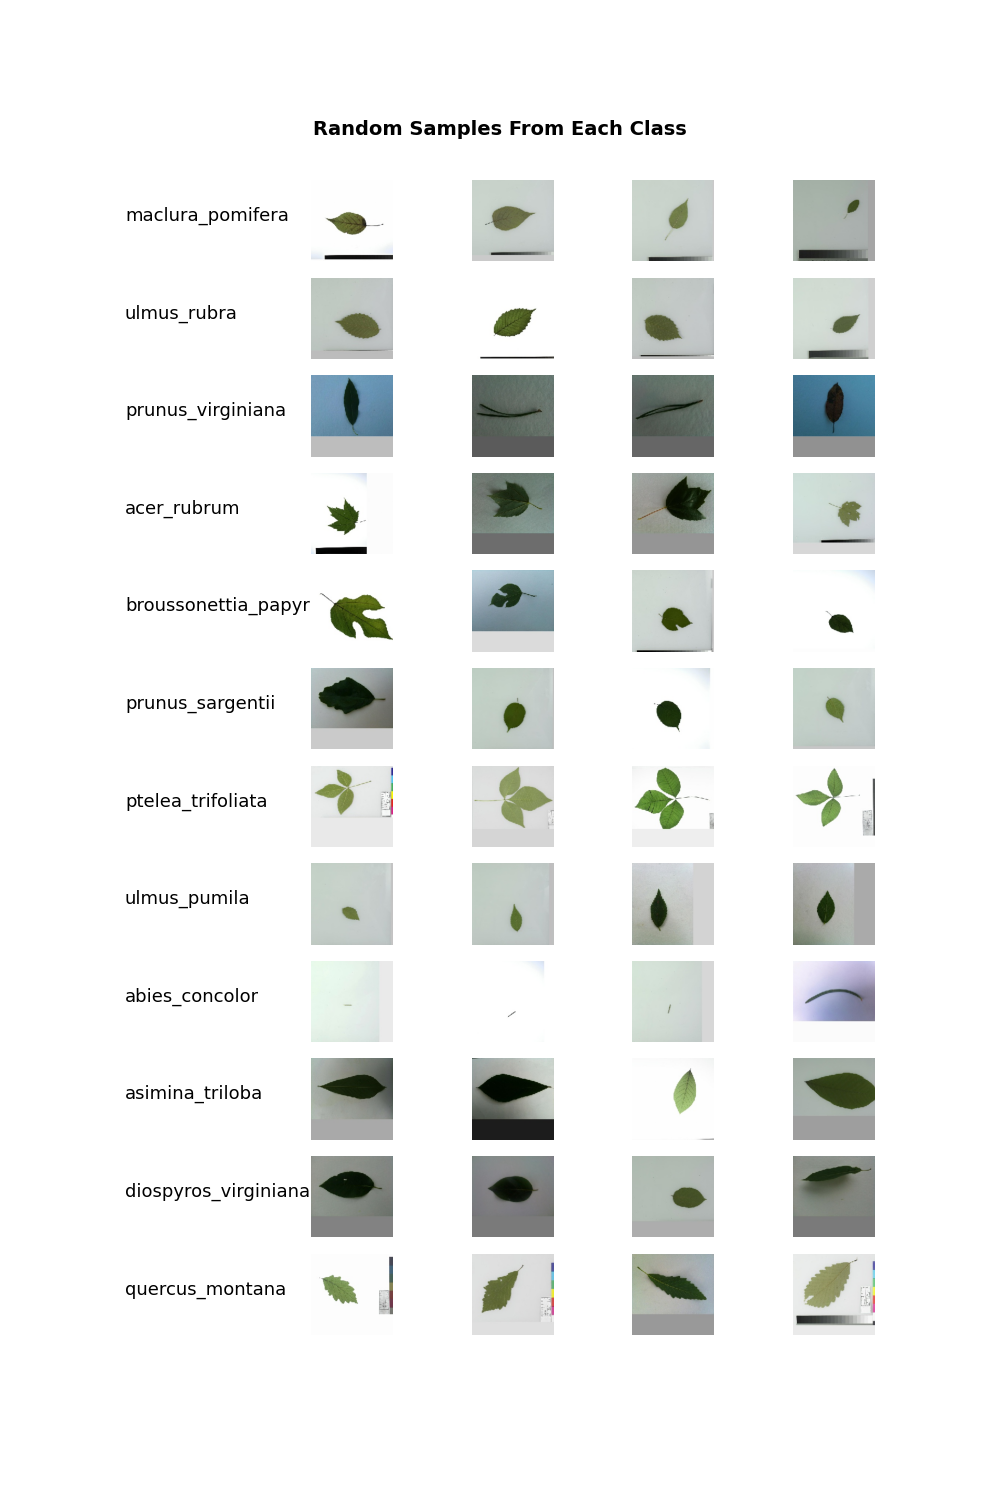 Random Samples From Each Class
maclura_pomifera
ulmus_rubra
prunus_virginiana
acer_rubrum
broussonettia_papyr
prunus_sargentii
ptelea_trifoliata
ulmus_pumila
abies_concolor
asimina_triloba
diospyros_virginiana
quercus_montana